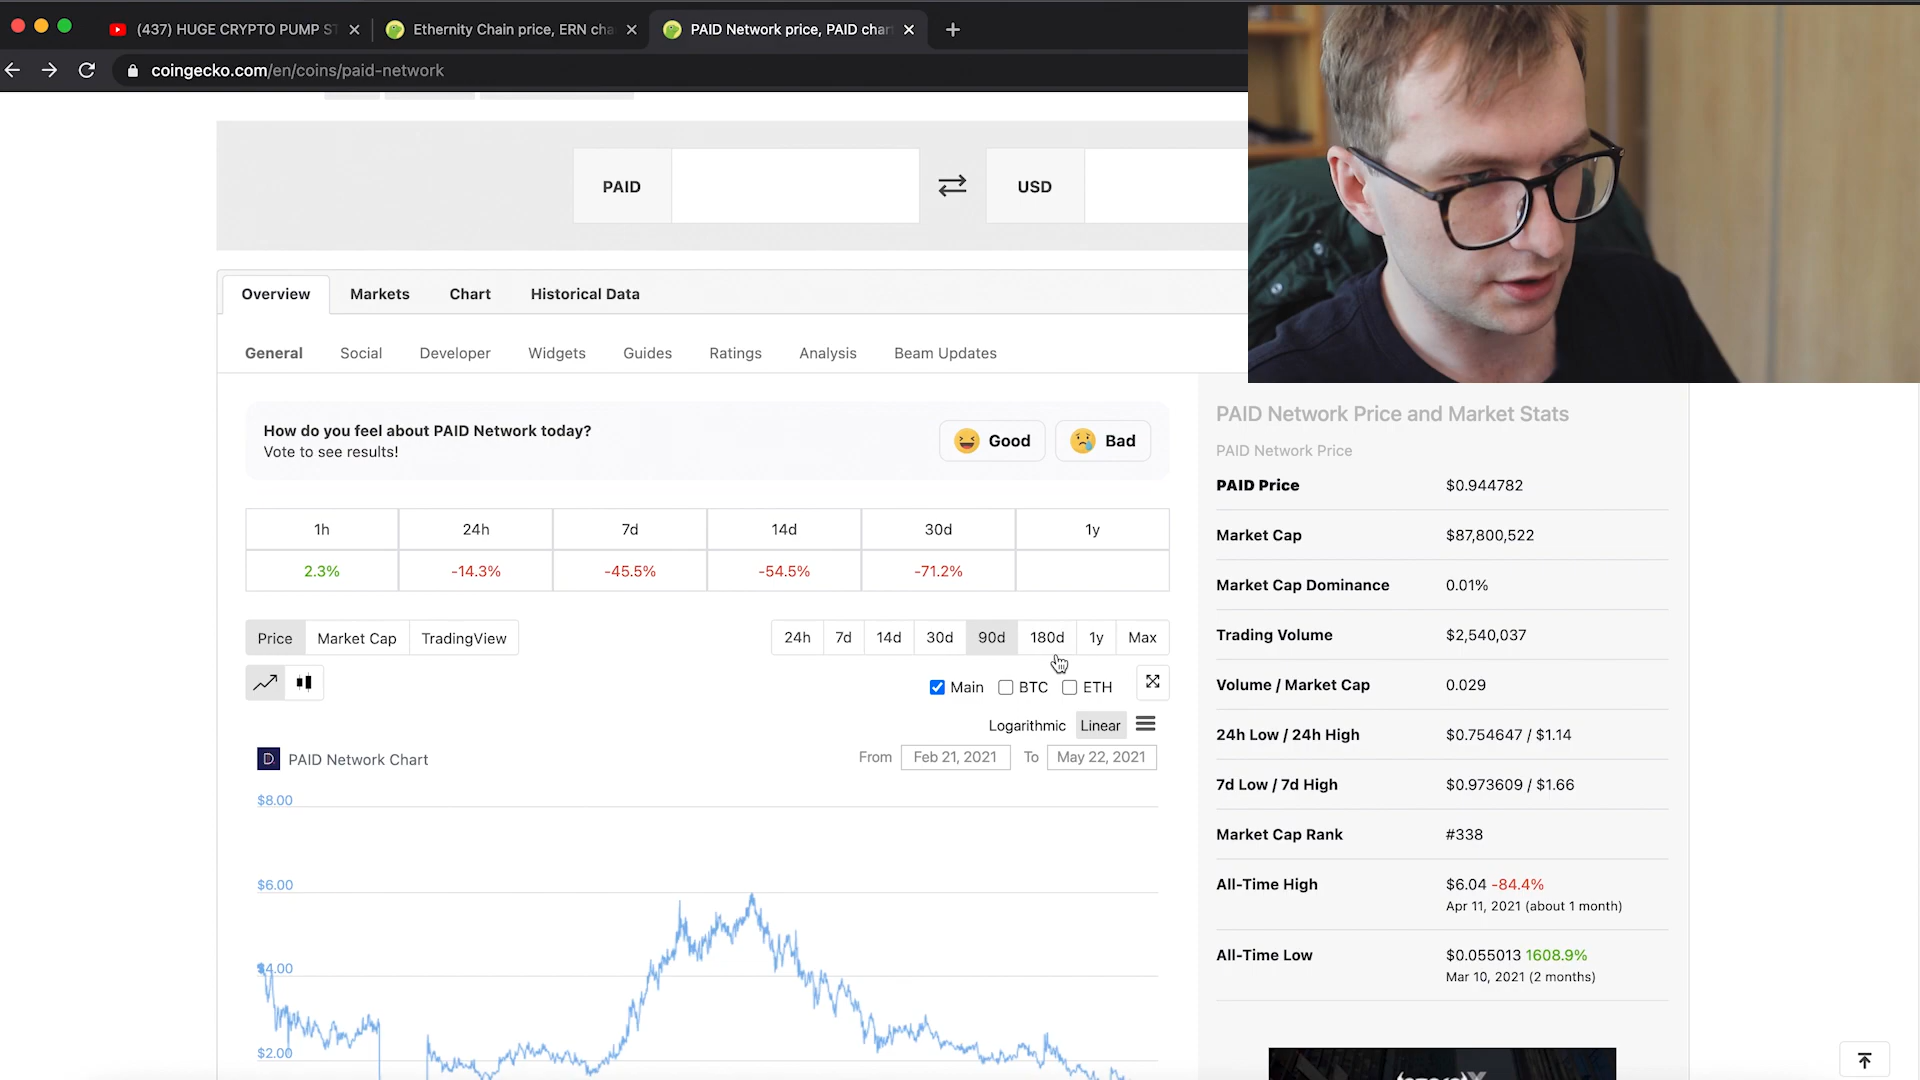 (437) HUGE CRYPTO PUMP ST
Ethernity Chain price, ERN cha
PAID Network price, PAID char
coingecko.com/en/coins/paid-network
PAID
USD
Overview
Markets
Chart
Historical Data
General
Social
Developer
Widgets
Guides
Ratings
Analysis
Beam Updates
How do you feel about PAID Network today?
Vote to see results!
Good
Bad
1h 24h 7d 14d 30d 1y
2.3% -14.3% -45.5% -54.5% -71.2%
Price Market Cap TradingView
24h 7d 14d 30d 90d 180d 1y Max
Main BTC ETH
Logarithmic Linear
PAID Network Chart
From Feb 21, 2021 To May 22, 2021
$8.00
$6.00
$4.00
$2.00
PAID Network Price and Market Stats
PAID Network Price
PAID Price $0.944782
Market Cap $87,800,522
Market Cap Dominance 0.01%
Trading Volume $2,540,037
Volume / Market Cap 0.029
24h Low / 24h High $0.754647 / $1.14
7d Low / 7d High $0.973609 / $1.66
Market Cap Rank #338
All-Time High $6.04 -84.4%
Apr 11, 2021 (about 1 month)
All-Time Low $0.055013 1608.9%
Mar 10, 2021 (2 months)